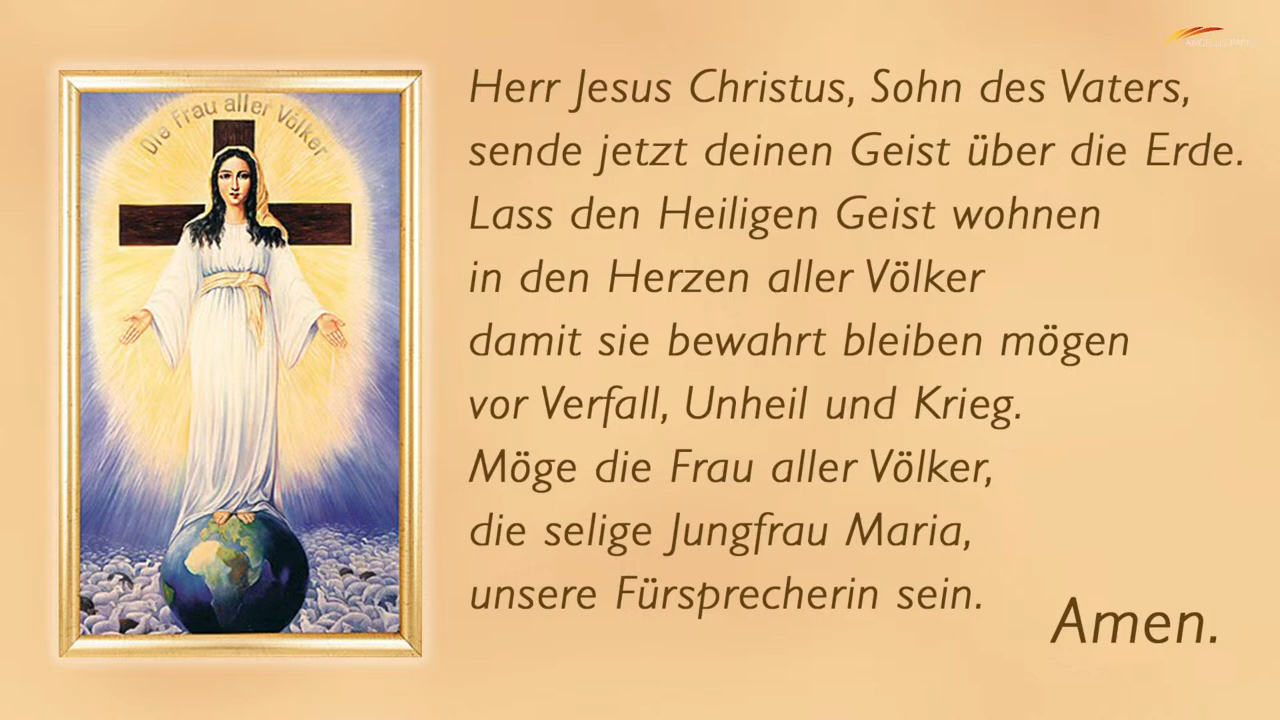 Die Frau aller Völker
Herr Jesus Christus, Sohn des Vaters,
sende jetzt deinen Geist über die Erde.
Lass den Heiligen Geist wohnen
in den Herzen aller Völker
damit sie bewahrt bleiben mögen
vor Verfall, Unheil und Krieg.
Möge die Frau aller Völker,
die selige Jungfrau Maria,
unsere Fürsprecherin sein.
Amen.